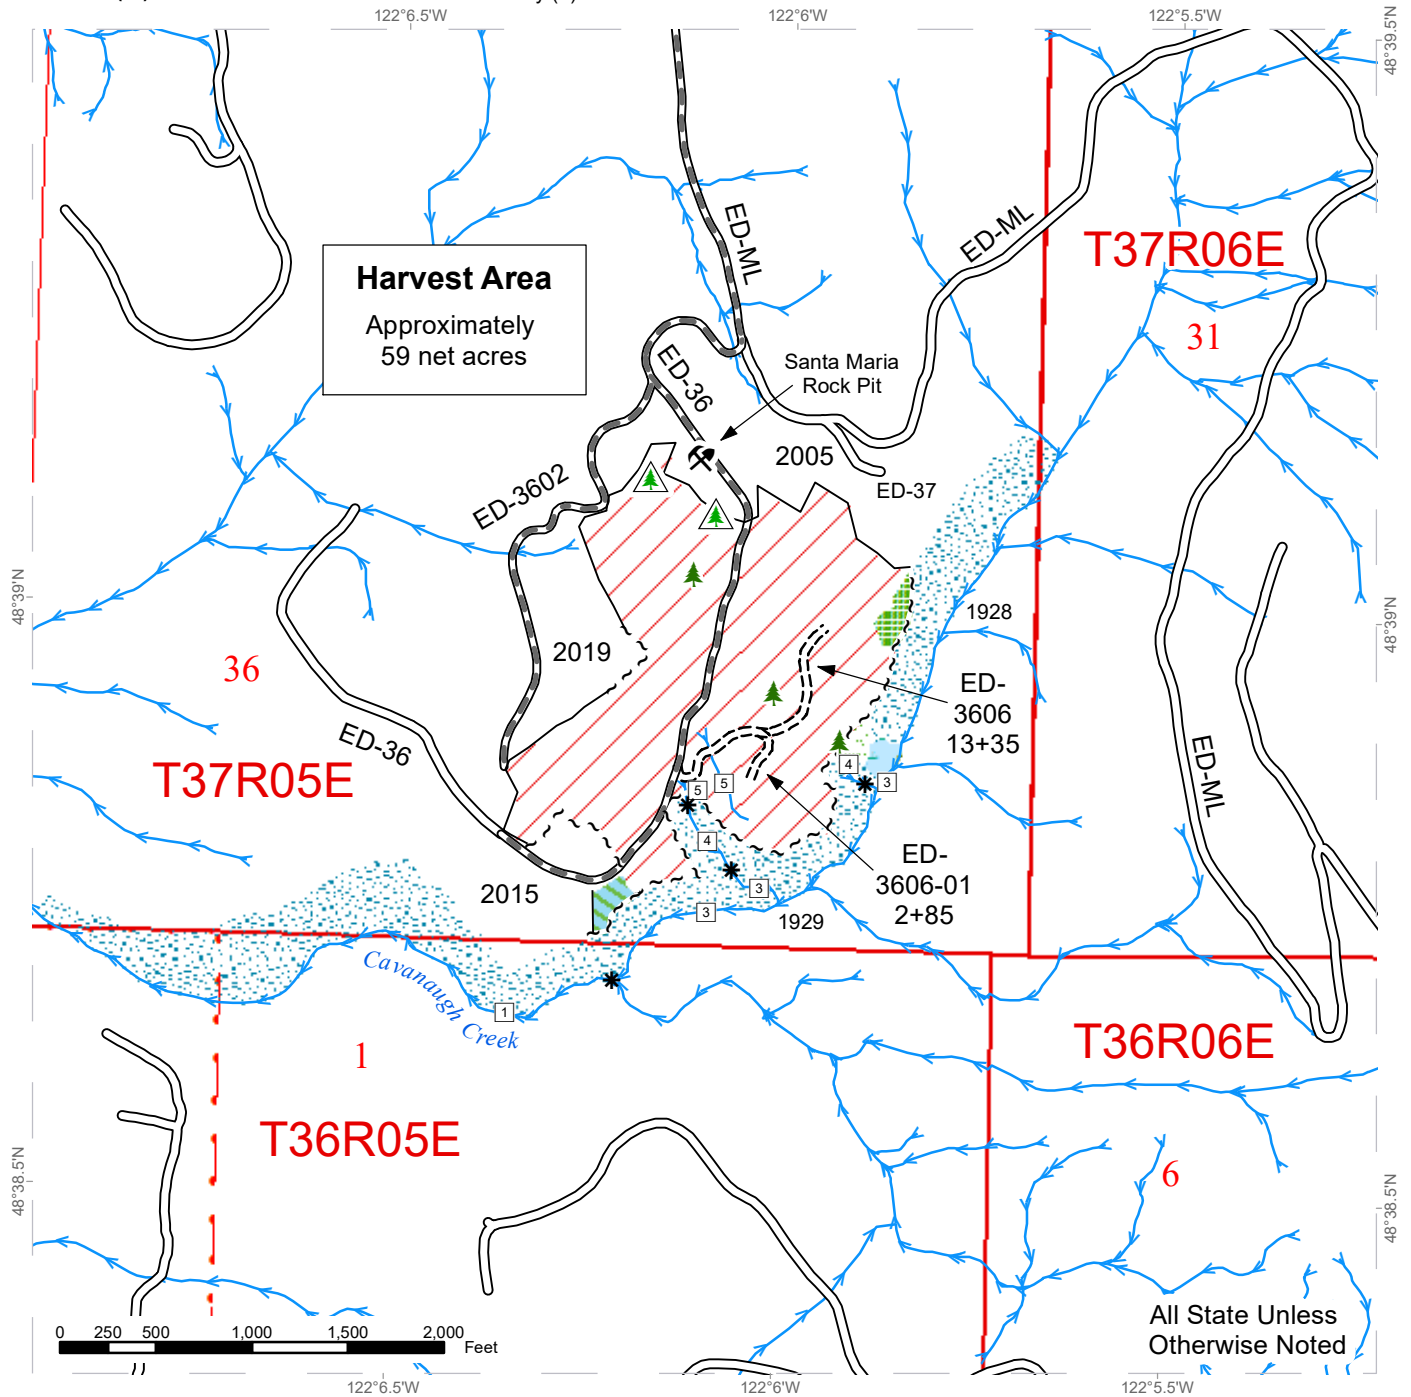 122°6.5'W
122°6'W
122°5.5'W
48°39.5'N
ED-ML
ED-ML
T37R06E
31
Harvest Area
Approximately
59 net acres
ED-36
Santa Maria
Rock Pit
2005
ED-37
ED-3602
48°39'N
48°39'N
1928
2019
36
ED-
3606
13+35
ED-36
T37R05E
ED-ML
4
3
5
5
4
ED-
3606-01
2+85
3
3
2015
1929
Cavanaugh Creek
1
1
T36R06E
T36R05E
6
48°38.5'N
48°38.5'N
All State Unless
Otherwise Noted
0 250 500 1,000 1,500 2,000
Feet
122°6.5'W
122°6'W
122°5.5'W